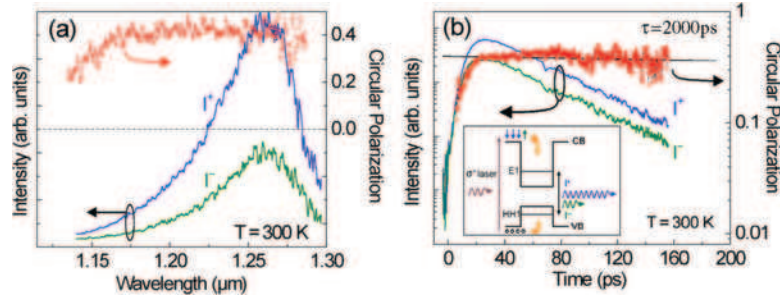 (a)
I⁺
I⁻
T = 300 K
Intensity (arb. units)
0.4
0.2
0.0
Circular Polarization
1.15 1.20 1.25 1.30
Wavelength (μm)
(b)
τ=2000ps
I⁺
I⁻
T = 300 K
Intensity (arb. units)
1
0.1
0.01
Circular Polarization
0 40 80 120 160 200
Time (ps)
CB
E1
σ⁺ laser
I⁺
I⁻
HH1
VB